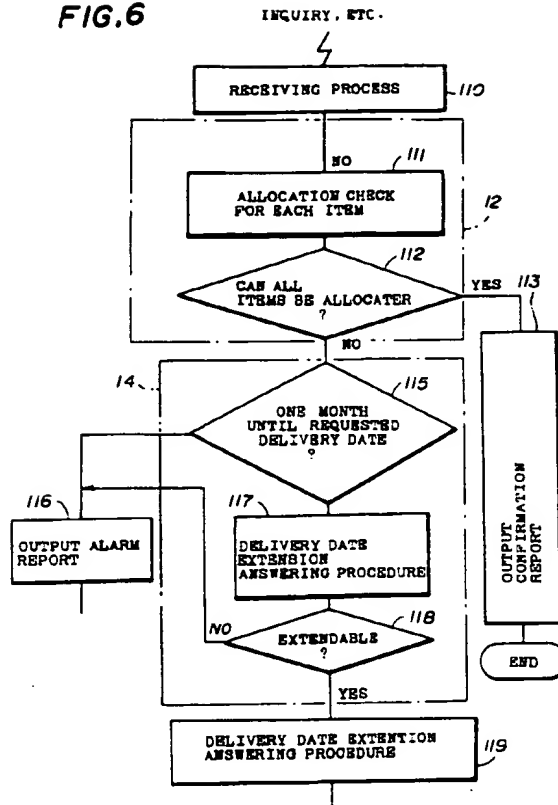 FIG.6
INQUIRY, ETC.
RECEIVING PROCESS
110
NO
111
ALLOCATION CHECK
FOR EACH ITEM
12
112
CAN ALL
ITEMS BE ALLOCATER
?
YES
113
NO
OUTPUT
CONFIRMATION
REPORT
END
14
115
ONE MONTH
UNTIL REQUESTED
DELIVERY DATE
?
116
OUTPUT ALARM
REPORT
117
DELIVERY DATE
EXTENSION
ANSWERING PROCEDURE
118
NO
EXTENDABLE
?
YES
DELIVERY DATE EXTENTION
ANSWERING PROCEDURE
119